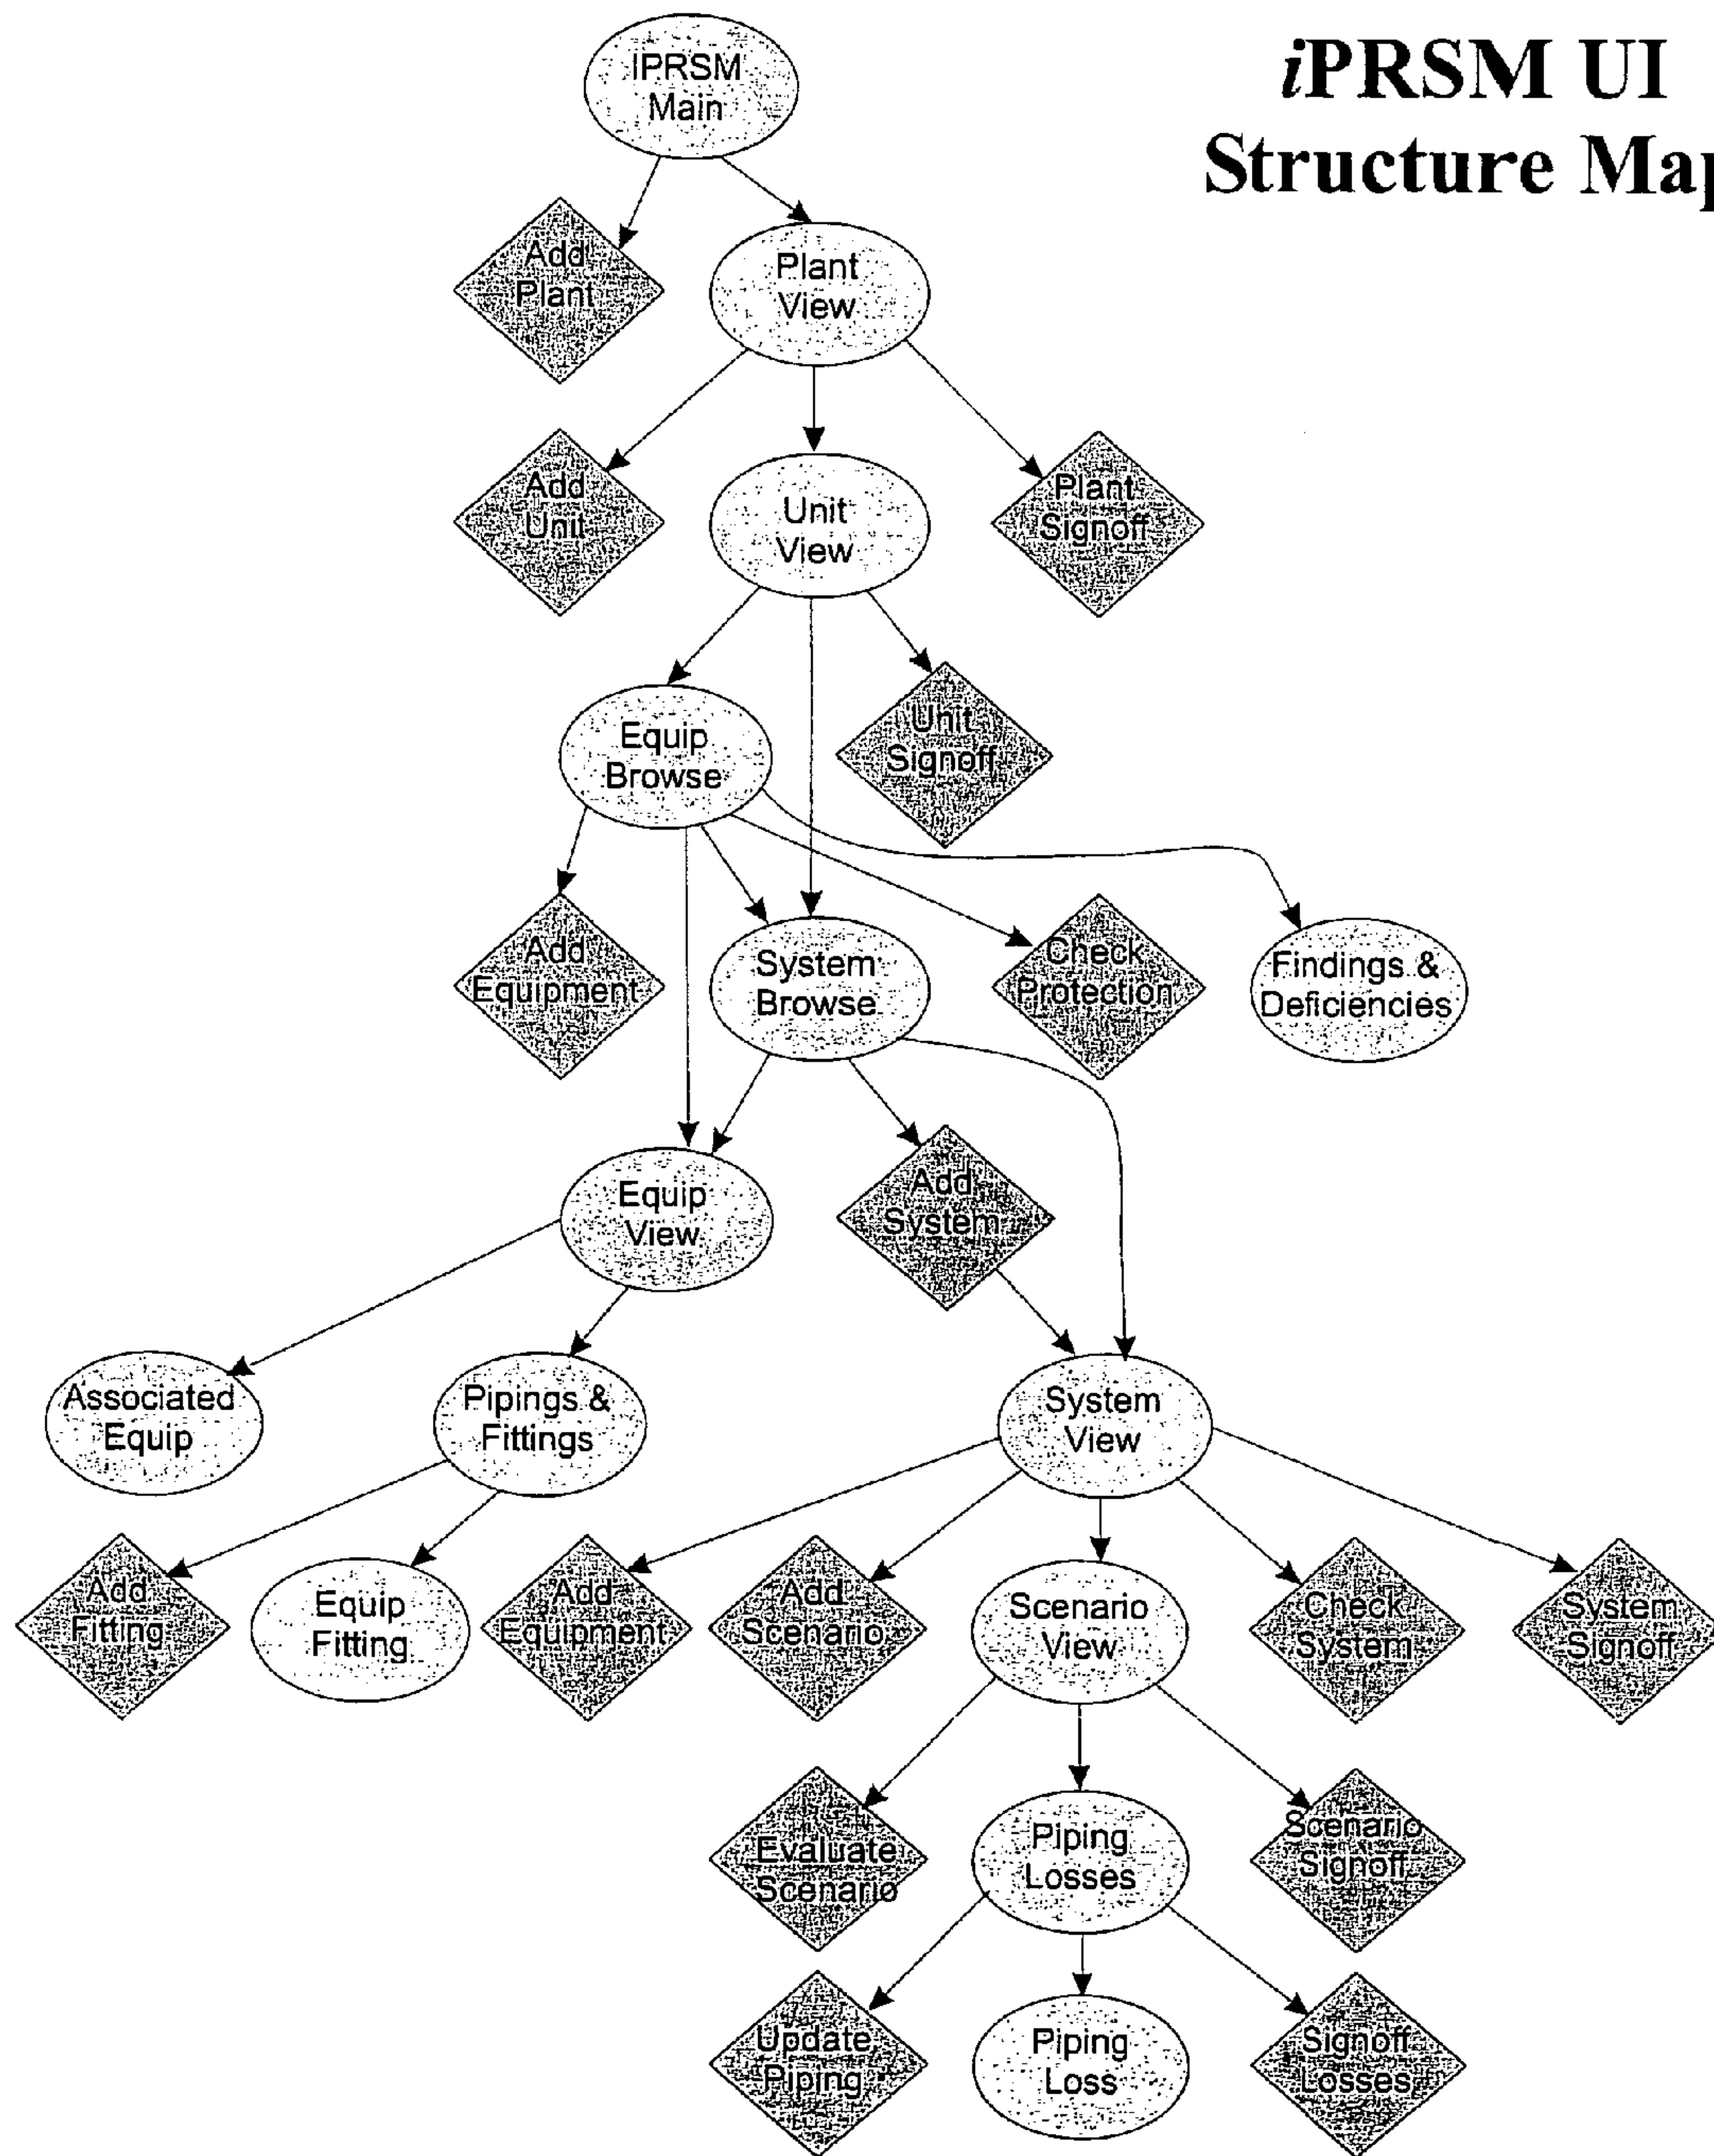 iPRSM UI
Structure Map
IPRSM
Main
Add
Plant
Plant
View
Add
Unit
Unit
View
Plant
Signoff
Equip
Browse
Unit
Signoff
Add
Equipment
System
Browse
Check
Protection
Findings &
Deficiencies
Equip
View
Add
System
Associated
Equip
Pipings &
Fittings
System
View
Add
Fitting
Equip
Fitting
Add
Equipment
Add
Scenario
Scenario
View
Check
System
System
Signoff
Evaluate
Scenario
Piping
Losses
Scenario
Signoff
Update
Piping
Piping
Loss
Signoff
Losses